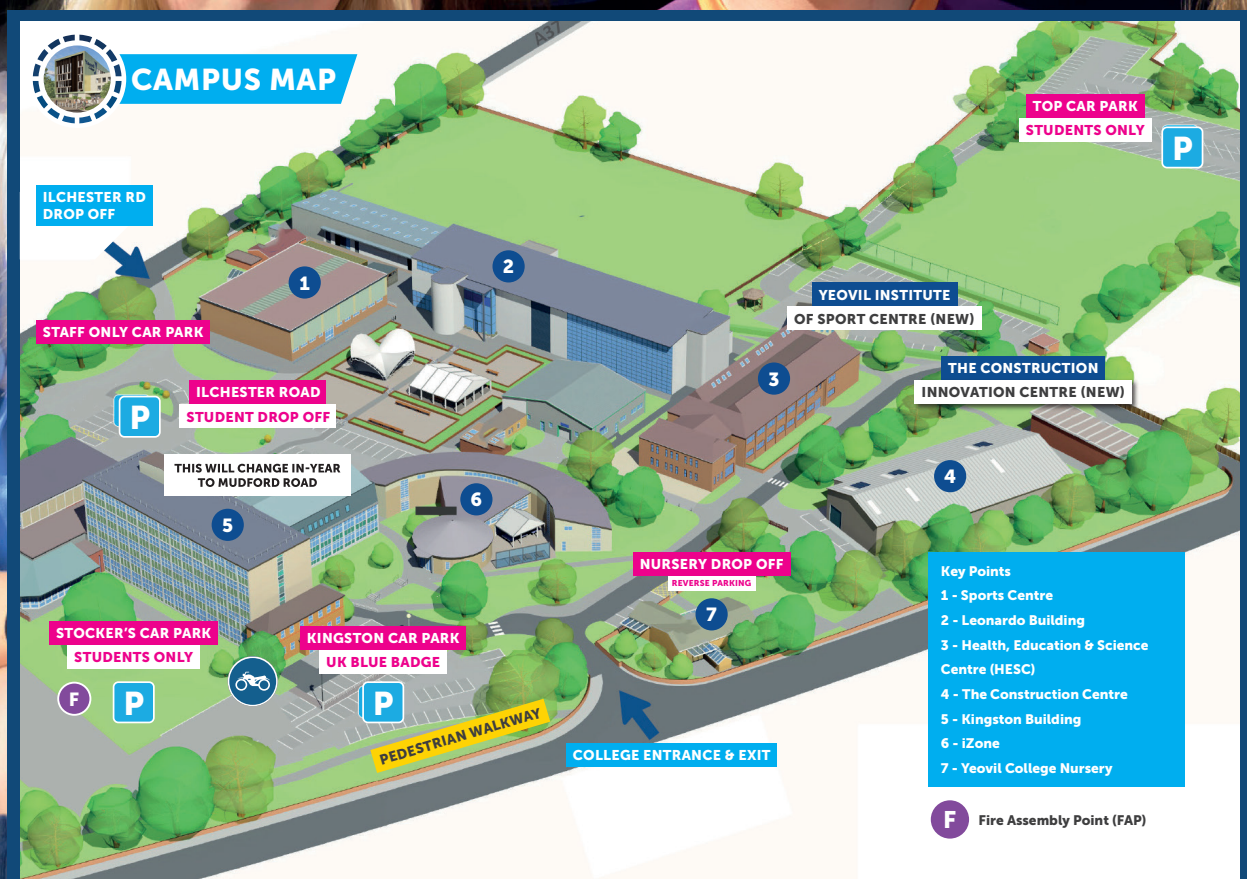 A37
CAMPUS MAP
TOP CAR PARK
STUDENTS ONLY
P
ILCHESTER RD
DROP OFF
1
2
YEOVIL INSTITUTE
OF SPORT CENTRE (NEW)
STAFF ONLY CAR PARK
3
THE CONSTRUCTION
INNOVATION CENTRE (NEW)
ILCHESTER ROAD
STUDENT DROP OFF
P
THIS WILL CHANGE IN-YEAR
TO MUDFORD ROAD
4
5
6
NURSERY DROP OFF
REVERSE PARKING
7
STOCKER'S CAR PARK
STUDENTS ONLY
F
P
KINGSTON CAR PARK
UK BLUE BADGE
P
PEDESTRIAN WALKWAY
COLLEGE ENTRANCE & EXIT
Key Points
1 - Sports Centre
2 - Leonardo Building
3 - Health, Education & Science
Centre (HESC)
4 - The Construction Centre
5 - Kingston Building
6 - iZone
7 - Yeovil College Nursery
F Fire Assembly Point (FAP)